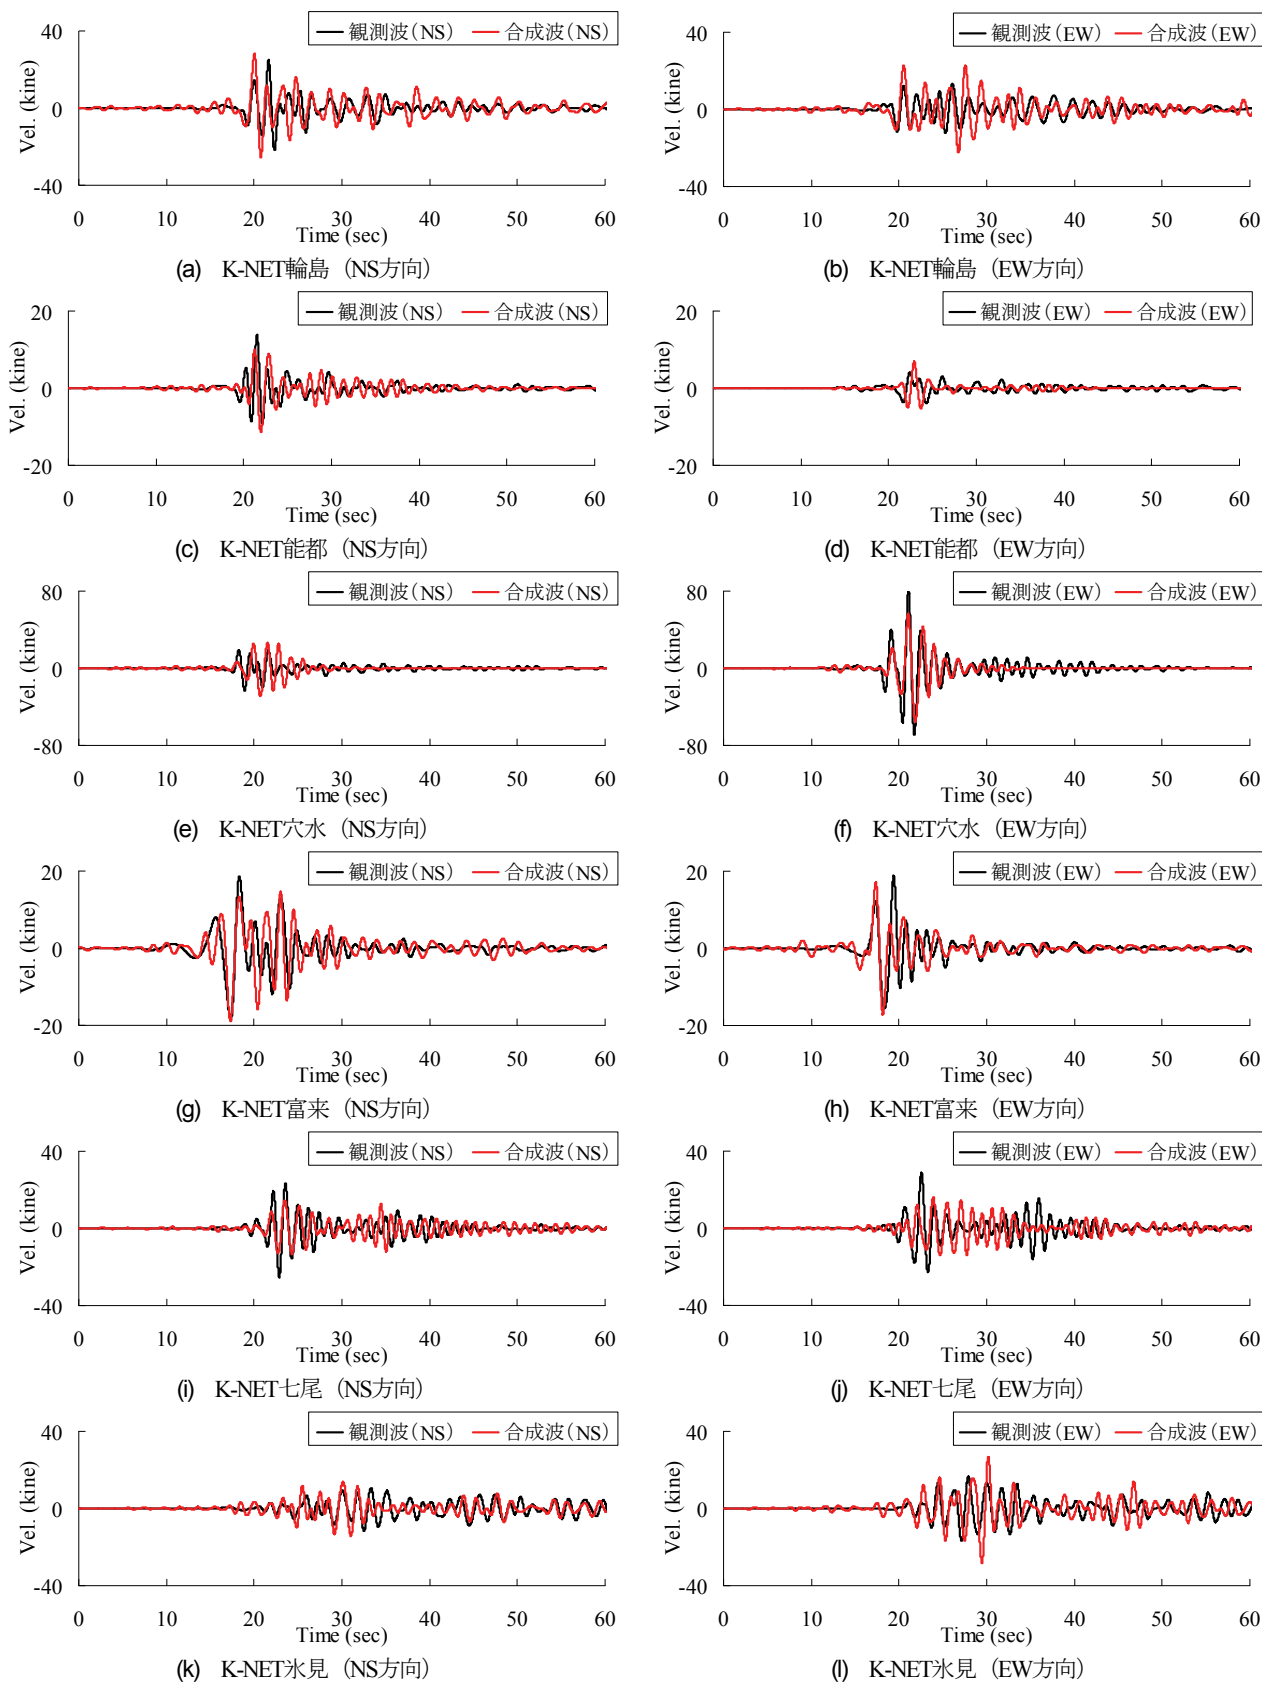 観測波(NS) 合成波(NS)
40
0
-40
Vel. (kine)
0 10 20 30 40 50 60
Time (sec)
(a) K-NET輪島 (NS方向)
観測波(EW) 合成波(EW)
40
0
-40
Vel. (kine)
0 10 20 30 40 50 60
Time (sec)
(b) K-NET輪島 (EW方向)
観測波(NS) 合成波(NS)
20
0
-20
Vel. (kine)
0 10 20 30 40 50 60
Time (sec)
(c) K-NET能都 (NS方向)
観測波(EW) 合成波(EW)
20
0
-20
Vel. (kine)
0 10 20 30 40 50 60
Time (sec)
(d) K-NET能都 (EW方向)
観測波(NS) 合成波(NS)
80
0
-80
Vel. (kine)
0 10 20 30 40 50 60
Time (sec)
(e) K-NET穴水 (NS方向)
観測波(EW) 合成波(EW)
80
0
-80
Vel. (kine)
0 10 20 30 40 50 60
Time (sec)
(f) K-NET穴水 (EW方向)
観測波(NS) 合成波(NS)
20
0
-20
Vel. (kine)
0 10 20 30 40 50 60
Time (sec)
(g) K-NET富来 (NS方向)
観測波(EW) 合成波(EW)
20
0
-20
Vel. (kine)
0 10 20 30 40 50 60
Time (sec)
(h) K-NET富来 (EW方向)
観測波(NS) 合成波(NS)
40
0
-40
Vel. (kine)
0 10 20 30 40 50 60
Time (sec)
(i) K-NET七尾 (NS方向)
観測波(EW) 合成波(EW)
40
0
-40
Vel. (kine)
0 10 20 30 40 50 60
Time (sec)
(j) K-NET七尾 (EW方向)
観測波(NS) 合成波(NS)
40
0
-40
Vel. (kine)
0 10 20 30 40 50 60
Time (sec)
(k) K-NET氷見 (NS方向)
観測波(EW) 合成波(EW)
40
0
-40
Vel. (kine)
0 10 20 30 40 50 60
Time (sec)
(l) K-NET氷見 (EW方向)